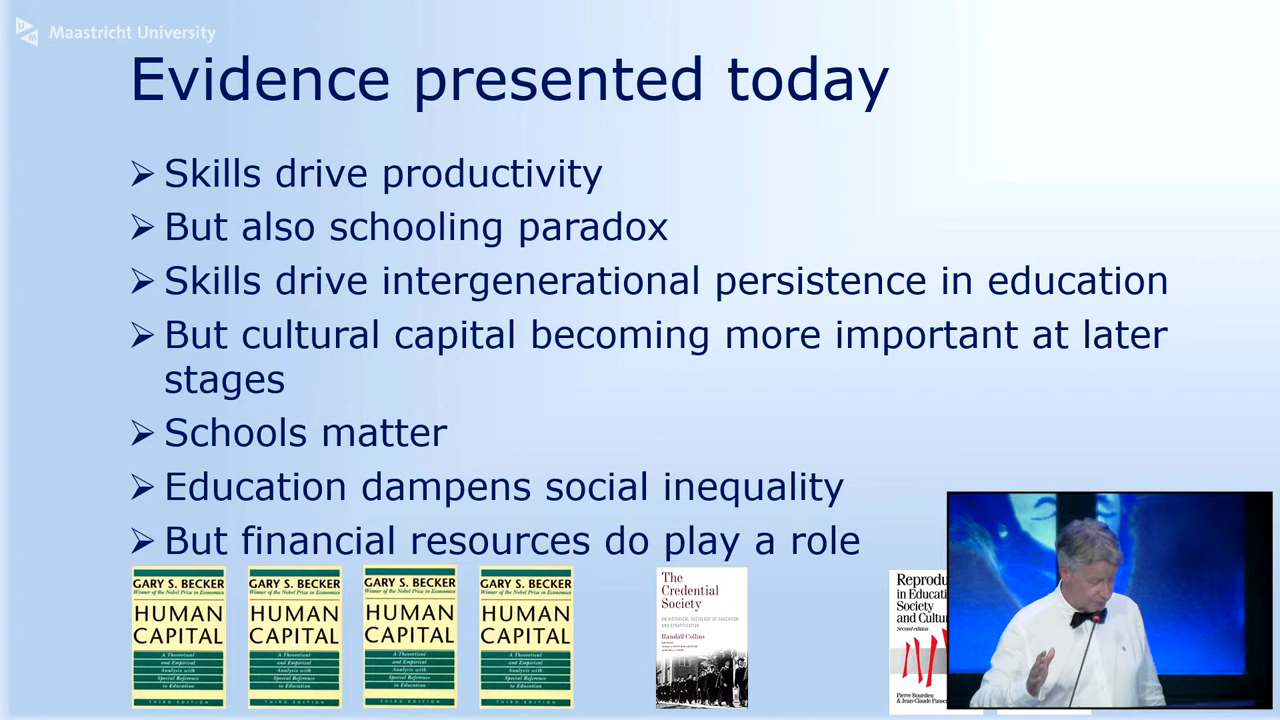 Maastricht University
Evidence presented today
Skills drive productivity
But also schooling paradox
Skills drive intergenerational persistence in education
But cultural capital becoming more important at later
stages
Schools matter
Education dampens social inequality
But financial resources do play a role
GARY S. BECKER
Winner of the Nobel Prize in Economics
HUMAN
CAPITAL
A Theoretical
and Empirical
Analysis with
Special Reference
to Education
THIRD EDITION
GARY S. BECKER
Winner of the Nobel Prize in Economics
HUMAN
CAPITAL
A Theoretical
and Empirical
Analysis with
Special Reference
to Education
THIRD EDITION
GARY S. BECKER
Winner of the Nobel Prize in Economics
HUMAN
CAPITAL
A Theoretical
and Empirical
Analysis with
Special Reference
to Education
THIRD EDITION
GARY S. BECKER
Winner of the Nobel Prize in Economics
HUMAN
CAPITAL
A Theoretical
and Empirical
Analysis with
Special Reference
to Education
THIRD EDITION
The
Credential
Society
AN HISTORICAL SOCIOLOGY OF EDUCATION
AND STRATIFICATION
Randall Collins
Reprodu
in Educati
Society
and Cultur
Second edition
Pierre Bourdieu
& Jean-Claude Passe